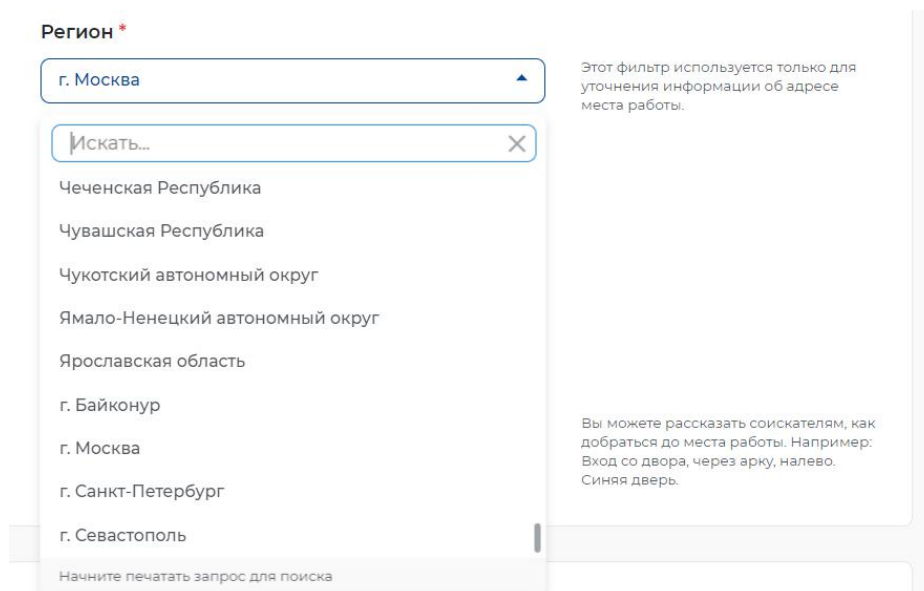 Регион *
г. Москва
Этот фильтр используется только для
уточнения информации об адресе
места работы.
Искать...
Чеченская Республика
Чувашская Республика
Чукотский автономный округ
Ямало-Ненецкий автономный округ
Ярославская область
г. Байконур
г. Москва
г. Санкт-Петербург
г. Севастополь
Начните печатать запрос для поиска
Вы можете рассказать соискателям, как
добраться до места работы. Например:
Вход со двора, через арку, налево.
Синяя дверь.